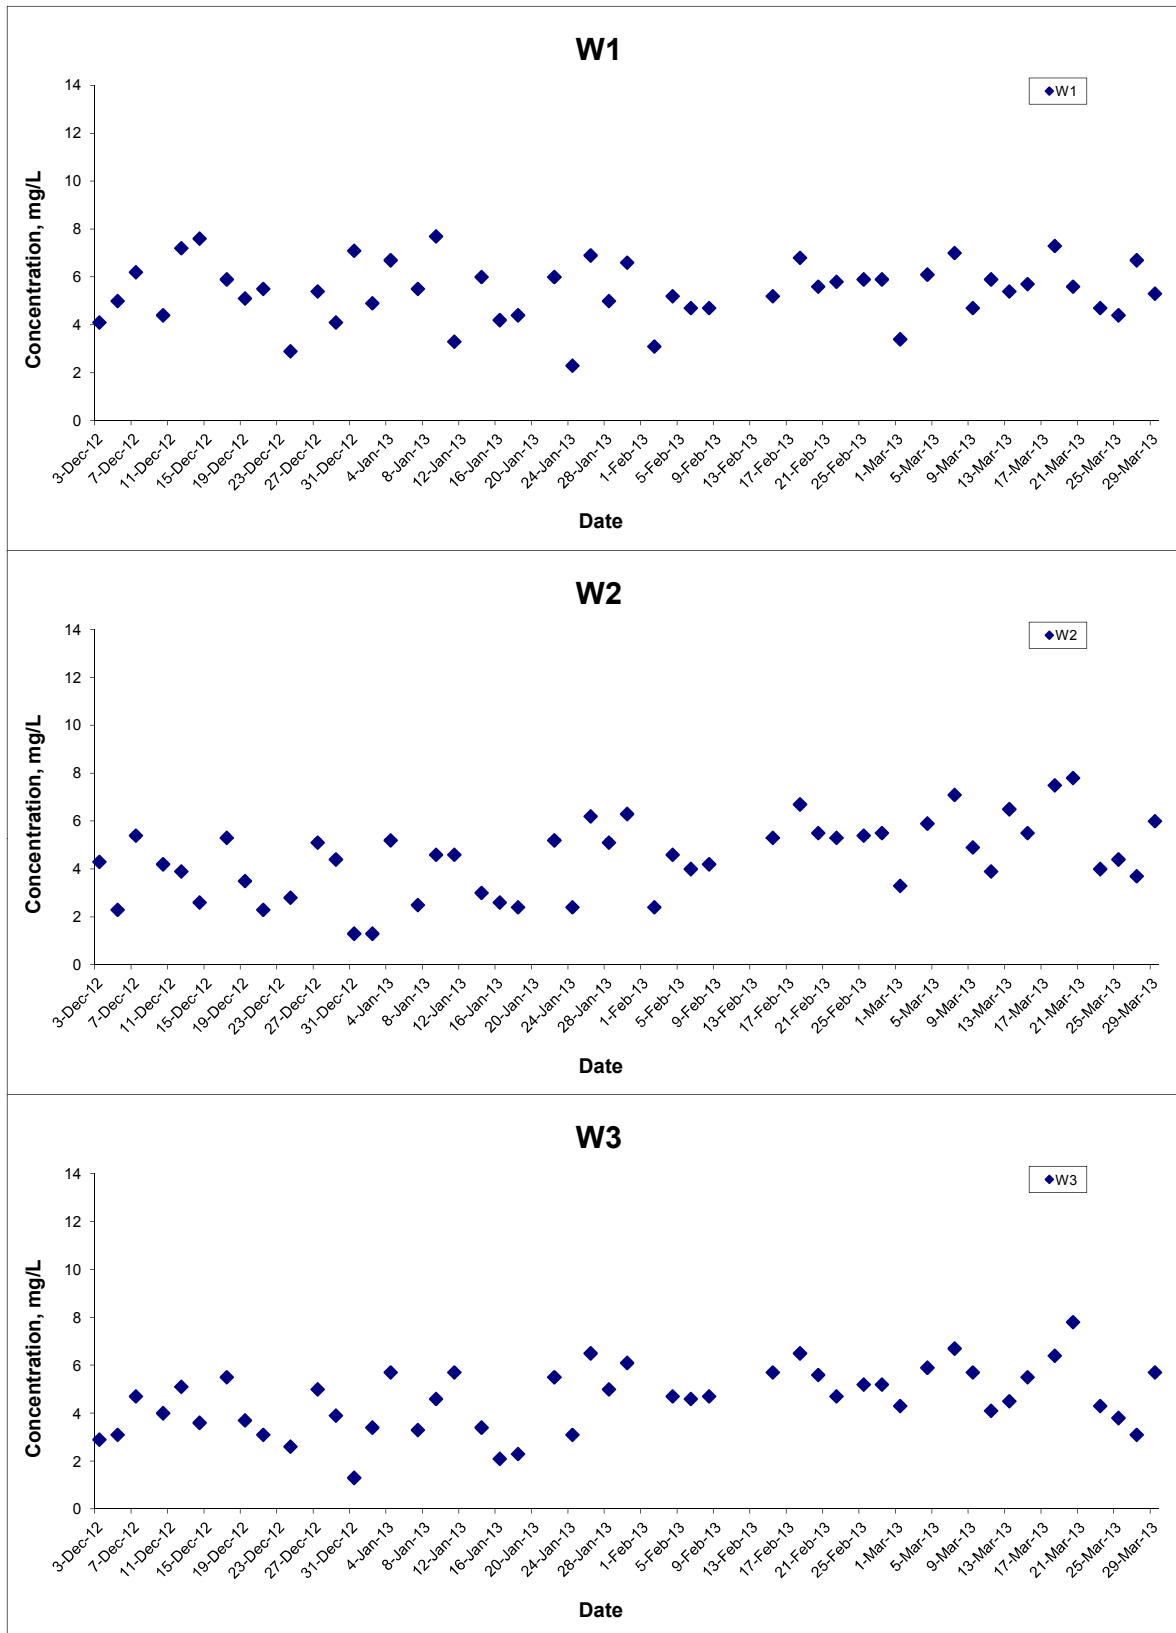 W1
W1
Concentration, mg/L
14
12
10
8
6
4
2
0
3-Dec-12 7-Dec-12 11-Dec-12 15-Dec-12 19-Dec-12 23-Dec-12 27-Dec-12 31-Dec-12 4-Jan-13 8-Jan-13 12-Jan-13 16-Jan-13 20-Jan-13 24-Jan-13 28-Jan-13 1-Feb-13 5-Feb-13 9-Feb-13 13-Feb-13 17-Feb-13 21-Feb-13 25-Feb-13 1-Mar-13 5-Mar-13 9-Mar-13 13-Mar-13 17-Mar-13 21-Mar-13 25-Mar-13 29-Mar-13
Date
W2
W2
Concentration, mg/L
14
12
10
8
6
4
2
0
3-Dec-12 7-Dec-12 11-Dec-12 15-Dec-12 19-Dec-12 23-Dec-12 27-Dec-12 31-Dec-12 4-Jan-13 8-Jan-13 12-Jan-13 16-Jan-13 20-Jan-13 24-Jan-13 28-Jan-13 1-Feb-13 5-Feb-13 9-Feb-13 13-Feb-13 17-Feb-13 21-Feb-13 25-Feb-13 1-Mar-13 5-Mar-13 9-Mar-13 13-Mar-13 17-Mar-13 21-Mar-13 25-Mar-13 29-Mar-13
Date
W3
W3
Concentration, mg/L
14
12
10
8
6
4
2
0
3-Dec-12 7-Dec-12 11-Dec-12 15-Dec-12 19-Dec-12 23-Dec-12 27-Dec-12 31-Dec-12 4-Jan-13 8-Jan-13 12-Jan-13 16-Jan-13 20-Jan-13 24-Jan-13 28-Jan-13 1-Feb-13 5-Feb-13 9-Feb-13 13-Feb-13 17-Feb-13 21-Feb-13 25-Feb-13 1-Mar-13 5-Mar-13 9-Mar-13 13-Mar-13 17-Mar-13 21-Mar-13 25-Mar-13 29-Mar-13
Date